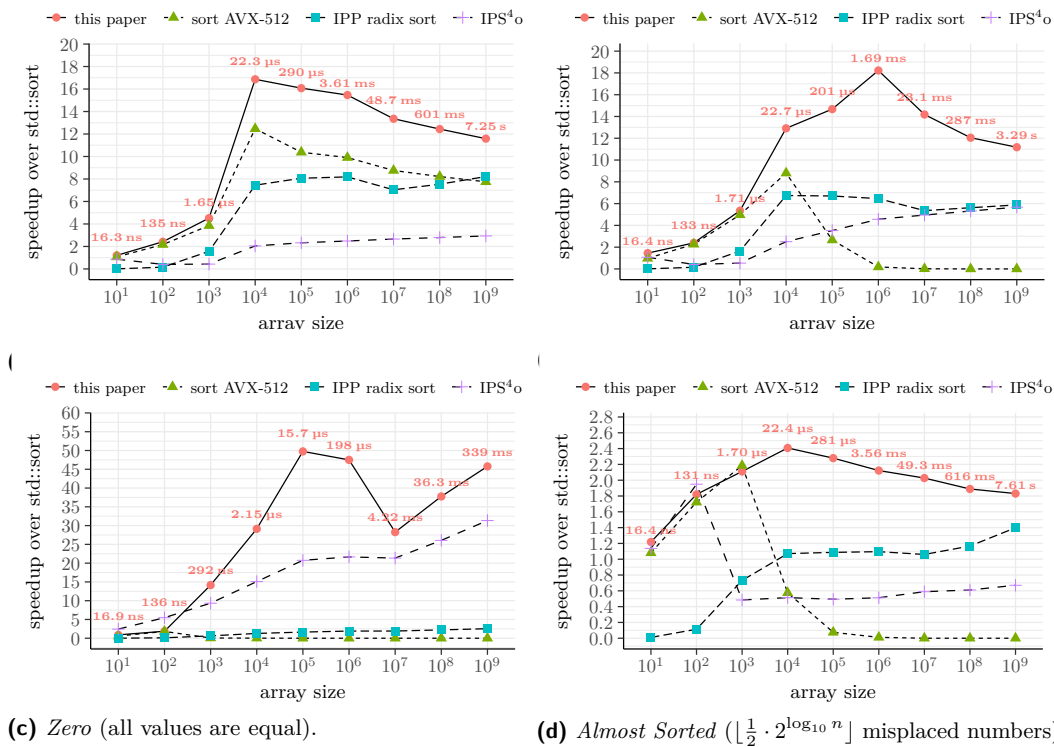 this paper sort AVX-512 IPP radix sort IPS⁴o
speedup over std::sort
20
18
16
14
12
10
8
6
4
2
0
16.3 ns
135 ns
1.65 µs
22.3 µs
290 µs
3.61 ms
48.7 ms
601 ms
7.25 s
10¹ 10² 10³ 10⁴ 10⁵ 10⁶ 10⁷ 10⁸ 10⁹
array size
this paper sort AVX-512 IPP radix sort IPS⁴o
speedup over std::sort
20
18
16
14
12
10
8
6
4
2
0
16.4 ns
133 ns
1.71 µs
22.7 µs
201 µs
1.69 ms
23.1 ms
287 ms
3.29 s
10¹ 10² 10³ 10⁴ 10⁵ 10⁶ 10⁷ 10⁸ 10⁹
array size
this paper sort AVX-512 IPP radix sort IPS⁴o
speedup over std::sort
60
55
50
45
40
35
30
25
20
15
10
5
0
16.9 ns
136 ns
292 ns
2.15 µs
15.7 µs
198 µs
4.22 ms
36.3 ms
339 ms
10¹ 10² 10³ 10⁴ 10⁵ 10⁶ 10⁷ 10⁸ 10⁹
array size
(c) Zero (all values are equal).
this paper sort AVX-512 IPP radix sort IPS⁴o
speedup over std::sort
2.8
2.6
2.4
2.2
2.0
1.8
1.6
1.4
1.2
1.0
0.8
0.6
0.4
0.2
0.0
16.4 ns
131 ns
1.70 µs
22.4 µs
281 µs
3.56 ms
49.3 ms
616 ms
7.61 s
10¹ 10² 10³ 10⁴ 10⁵ 10⁶ 10⁷ 10⁸ 10⁹
array size
(d) Almost Sorted (⌊½ · 2^{log₁₀ n}⌋ misplaced numbers)